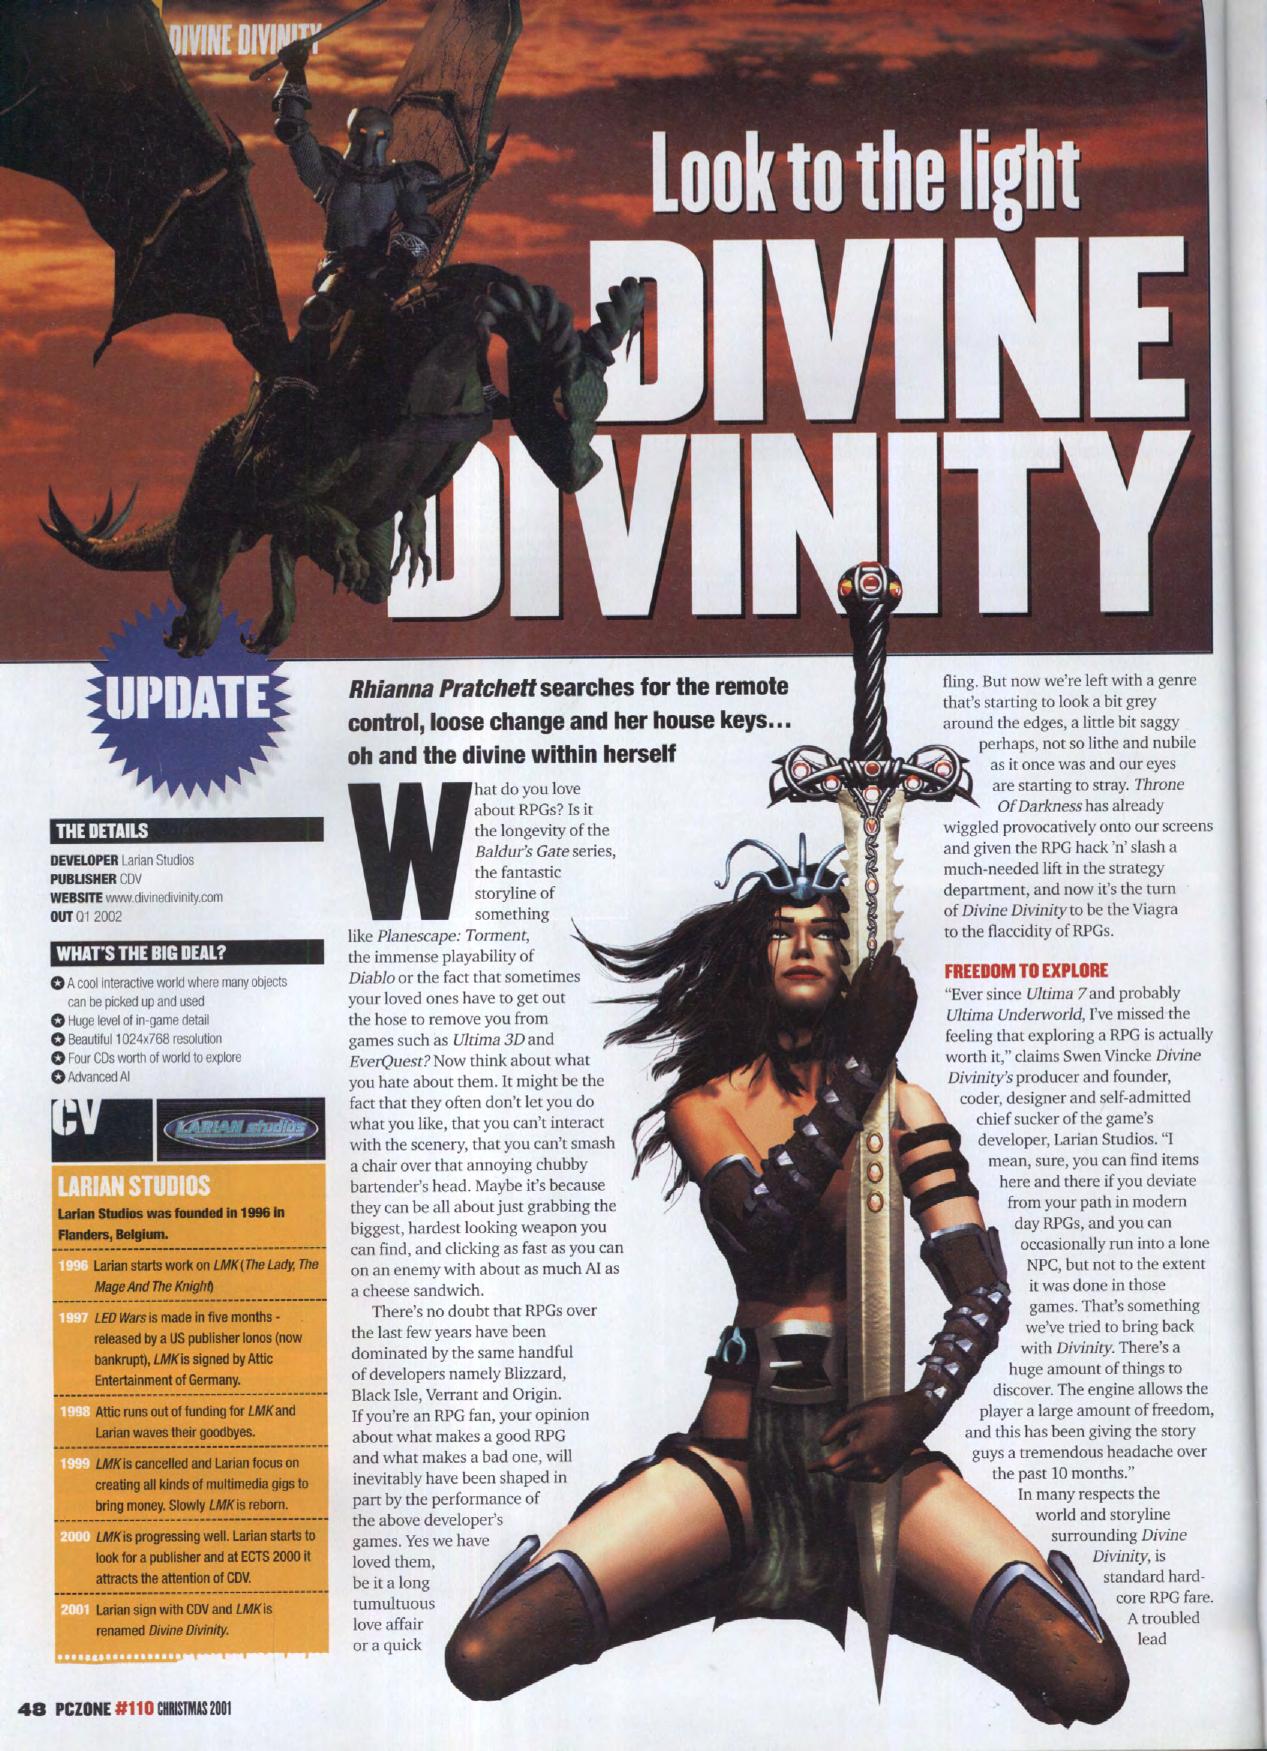 DIVINE DIVINITY
Look to the light
DIVINE
DIVINITY
UPDATE
THE DETAILS
DEVELOPER Larian Studios
PUBLISHER CDV
WEBSITE www.divinedivinity.com
OUT Q1 2002
WHAT'S THE BIG DEAL?
A cool interactive world where many objects
can be picked up and used
Huge level of in-game detail
Beautiful 1024x768 resolution
Four CDs worth of world to explore
Advanced AI
CV
LARIAN studios
LARIAN STUDIOS
Larian Studios was founded in 1996 in
Flanders, Belgium.
1996 Larian starts work on LMK (The Lady, The
Mage And The Knight)
1997 LED Wars is made in five months -
released by a US publisher Ionos (now
bankrupt), LMK is signed by Attic
Entertainment of Germany.
1998 Attic runs out of funding for LMK and
Larian waves their goodbyes.
1999 LMK is cancelled and Larian focus on
creating all kinds of multimedia gigs to
bring money. Slowly LMK is reborn.
2000 LMK is progressing well. Larian starts to
look for a publisher and at ECTS 2000 it
attracts the attention of CDV.
2001 Larian sign with CDV and LMK is
renamed Divine Divinity.
Rhianna Pratchett searches for the remote
control, loose change and her house keys...
oh and the divine within herself
What do you love
about RPGs? Is it
the longevity of the
Baldur's Gate series,
the fantastic
storyline of
something
like Planescape: Torment,
the immense playability of
Diablo or the fact that sometimes
your loved ones have to get out
the hose to remove you from
games such as Ultima 3D and
EverQuest? Now think about what
you hate about them. It might be the
fact that they often don't let you do
what you like, that you can't interact
with the scenery, that you can't smash
a chair over that annoying chubby
bartender's head. Maybe it's because
they can be all about just grabbing the
biggest, hardest looking weapon you
can find, and clicking as fast as you can
on an enemy with about as much AI as
a cheese sandwich.
There's no doubt that RPGs over
the last few years have been
dominated by the same handful
of developers namely Blizzard,
Black Isle, Verrant and Origin.
If you're an RPG fan, your opinion
about what makes a good RPG
and what makes a bad one, will
inevitably have been shaped in
part by the performance of
the above developer's
games. Yes we have
loved them,
be it a long
tumultuous
love affair
or a quick
fling. But now we're left with a genre
that's starting to look a bit grey
around the edges, a little bit saggy
perhaps, not so lithe and nubile
as it once was and our eyes
are starting to stray. Throne
Of Darkness has already
wiggled provocatively onto our screens
and given the RPG hack 'n' slash a
much-needed lift in the strategy
department, and now it's the turn
of Divine Divinity to be the Viagra
to the flaccidity of RPGs.
FREEDOM TO EXPLORE
"Ever since Ultima 7 and probably
Ultima Underworld, I've missed the
feeling that exploring a RPG is actually
worth it," claims Swen Vincke Divine
Divinity's producer and founder,
coder, designer and self-admitted
chief sucker of the game's
developer, Larian Studios. "I
mean, sure, you can find items
here and there if you deviate
from your path in modern
day RPGs, and you can
occasionally run into a lone
NPC, but not to the extent
it was done in those
games. That's something
we've tried to bring back
with Divinity. There's a
huge amount of things to
discover. The engine allows the
player a large amount of freedom,
and this has been giving the story
guys a tremendous headache over
the past 10 months."
In many respects the
world and storyline
surrounding Divine
Divinity, is
standard hard-
core RPG fare.
A troubled
lead
48 PCZONE #110 CHRISTMAS 2001